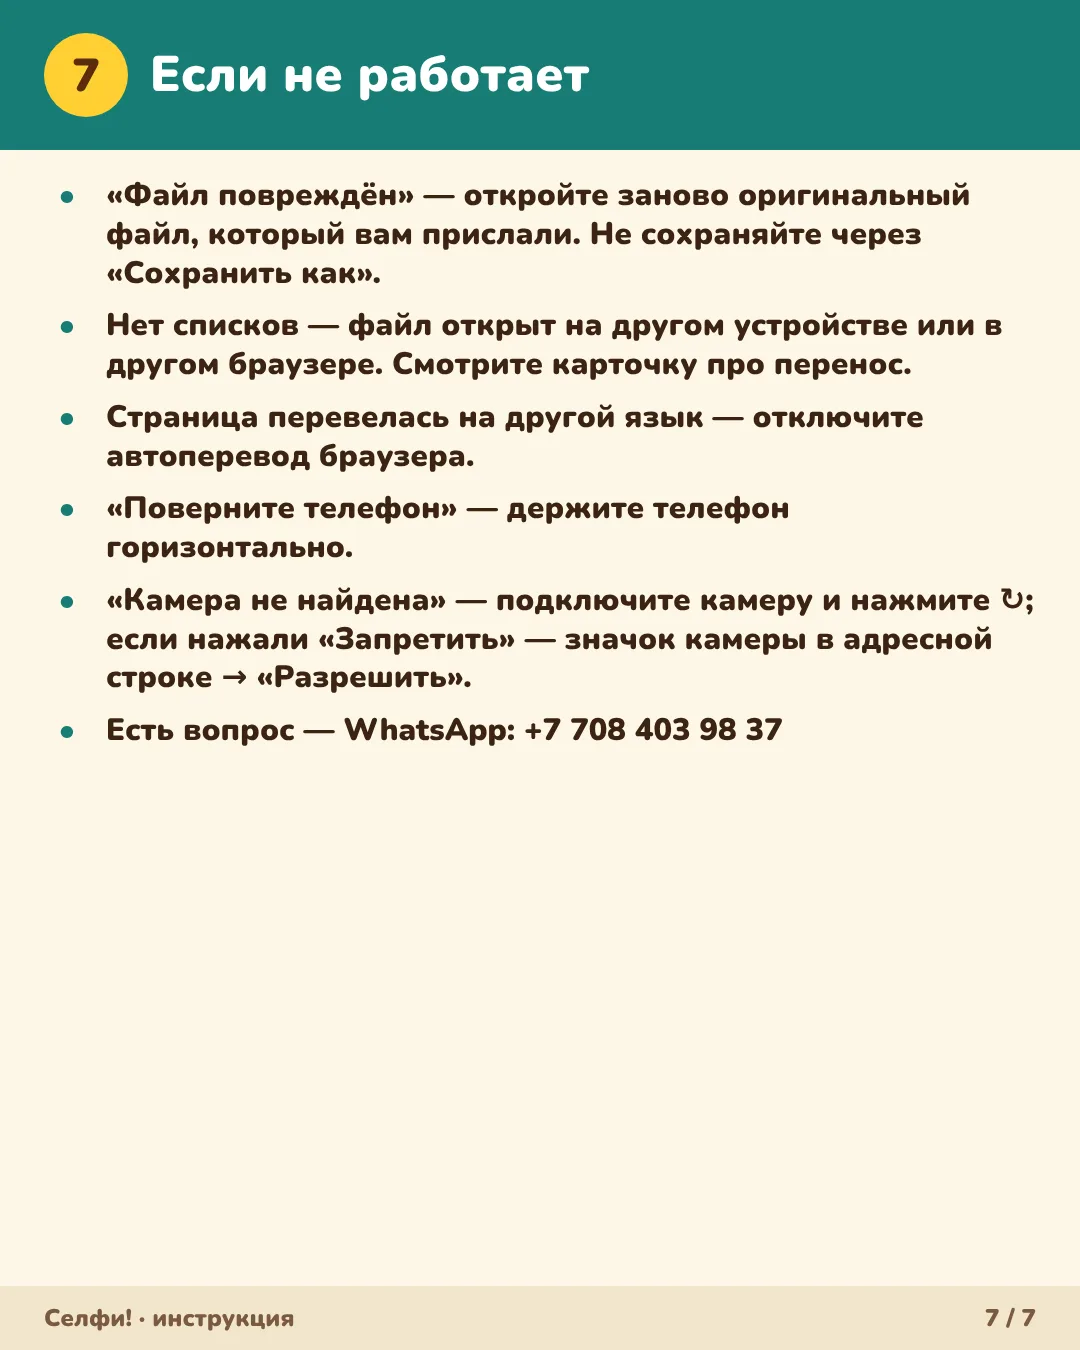 7
Если не работает
• «Файл повреждён» — откройте заново оригинальный
файл, который вам прислали. Не сохраняйте через
«Сохранить как».
• Нет списков — файл открыт на другом устройстве или в
другом браузере. Смотрите карточку про перенос.
• Страница перевелась на другой язык — отключите
автоперевод браузера.
• «Поверните телефон» — держите телефон
горизонтально.
• «Камера не найдена» — подключите камеру и нажмите ↻;
если нажали «Запретить» — значок камеры в адресной
строке → «Разрешить».
• Есть вопрос — WhatsApp: +7 708 403 98 37
Селфи! · инструкция
7 / 7